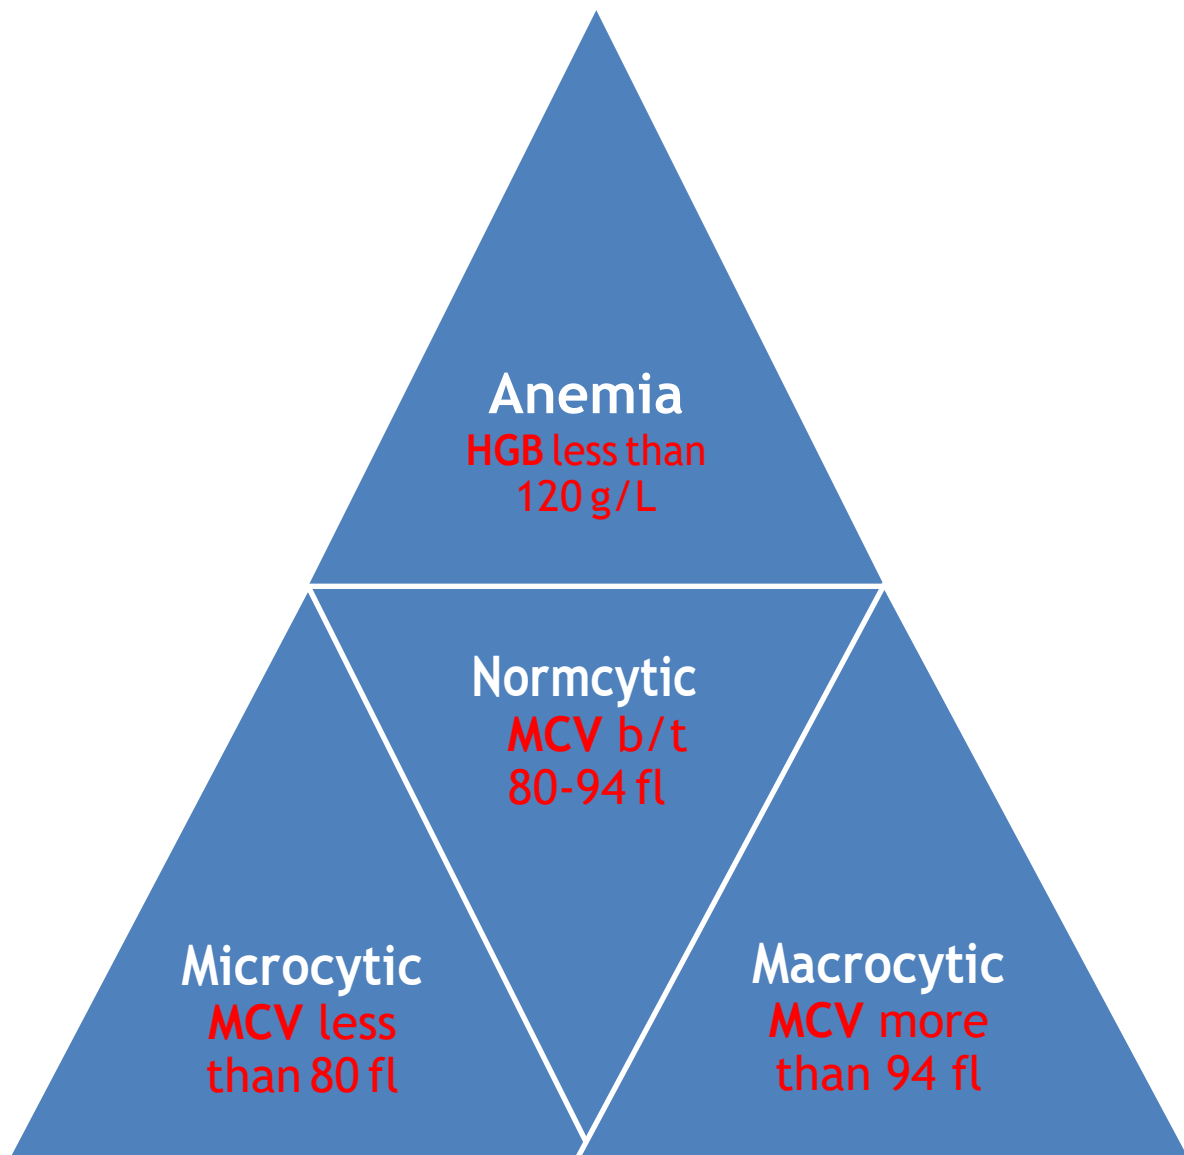 Anemia
HGB less than
120 g/L
Normcytic
MCV b/t
80-94 fl
Microcytic
MCV less
than 80 fl
Macrocytic
MCV more
than 94 fl